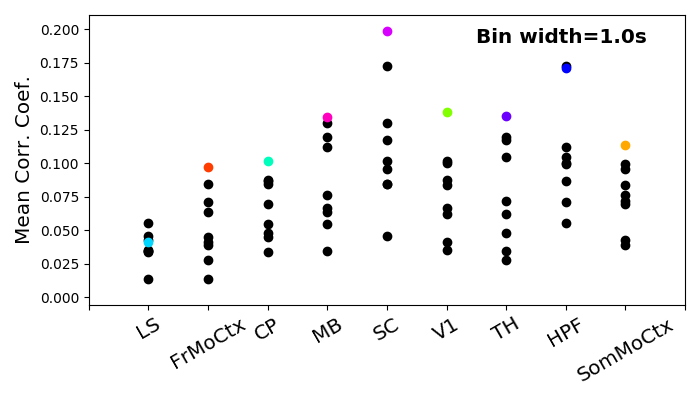 Bin width=1.0s
Mean Corr. Coef.
0.200
0.175
0.150
0.125
0.100
0.075
0.050
0.025
0.000
LS
FrMoCtx
CP
MB
SC
V1
TH
HPF
SomMoCtx